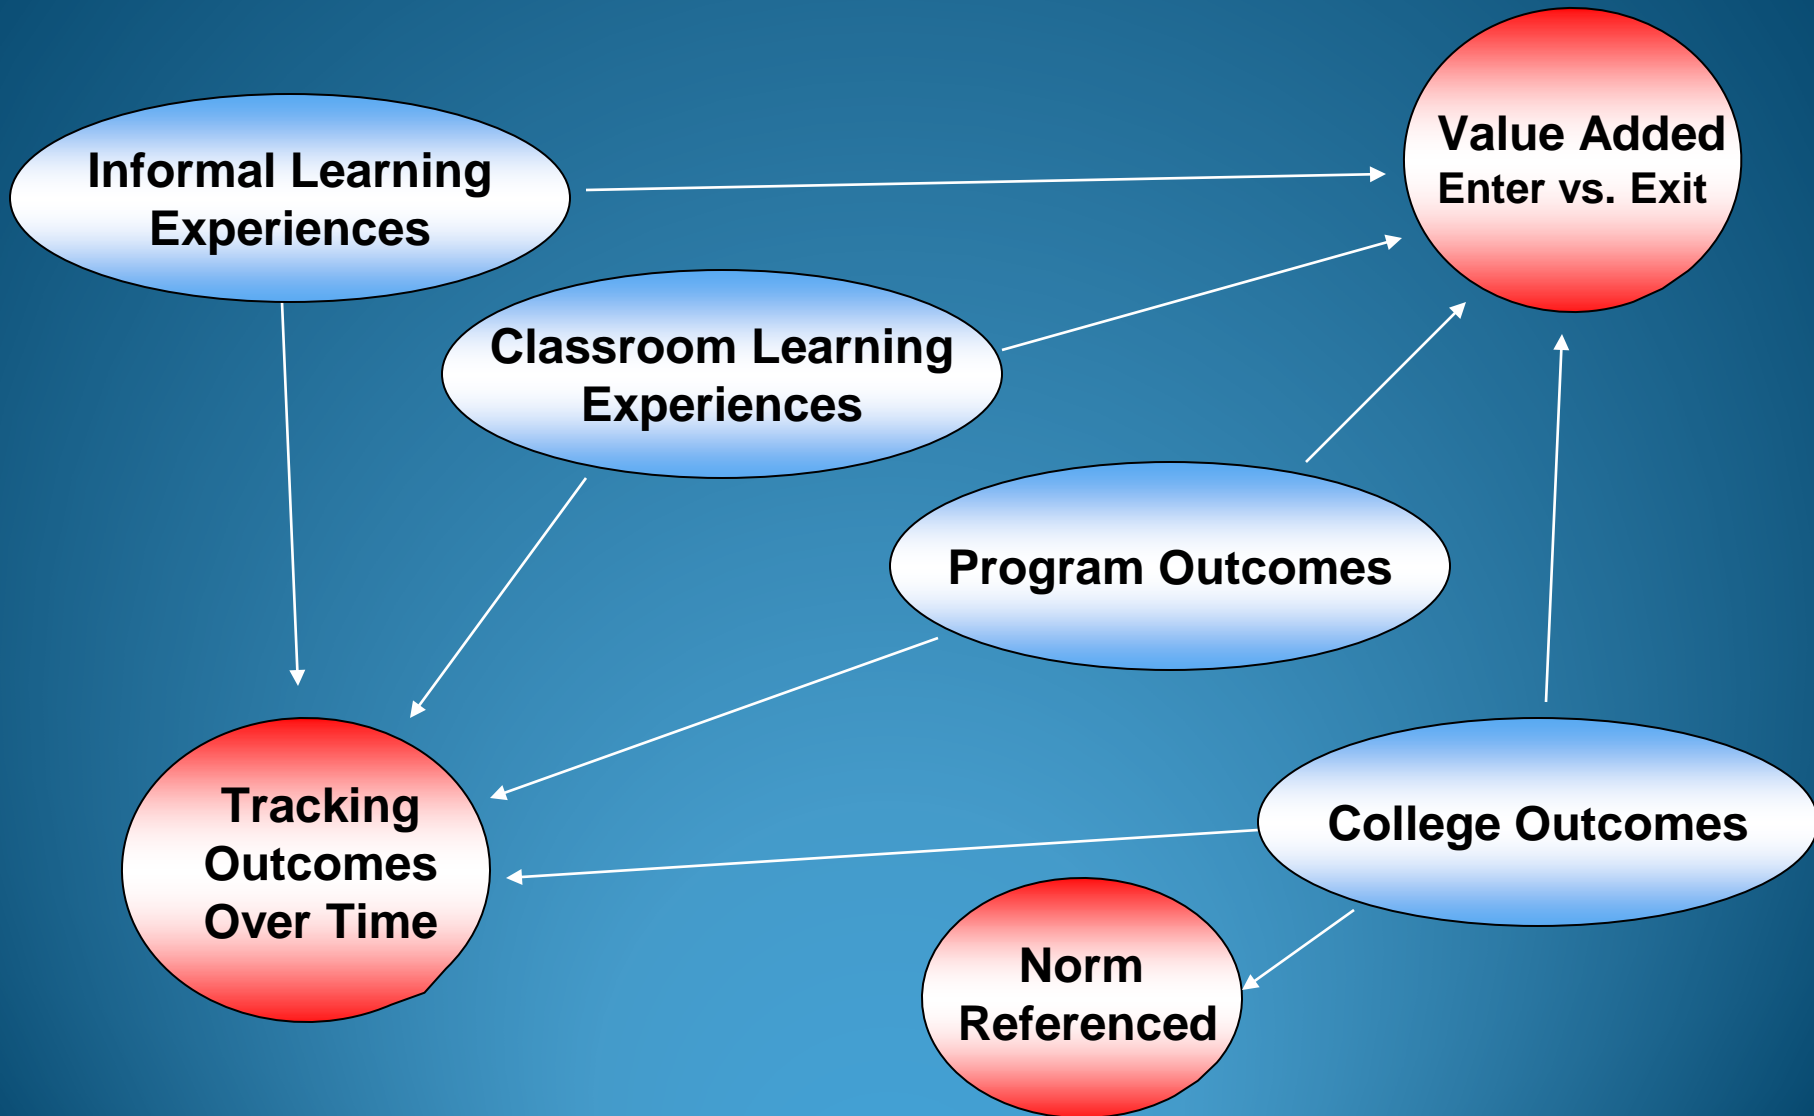 Value Added
Enter vs. Exit
Informal Learning
Experiences
Classroom Learning
Experiences
Program Outcomes
Tracking
Outcomes
Over Time
College Outcomes
Norm
Referenced